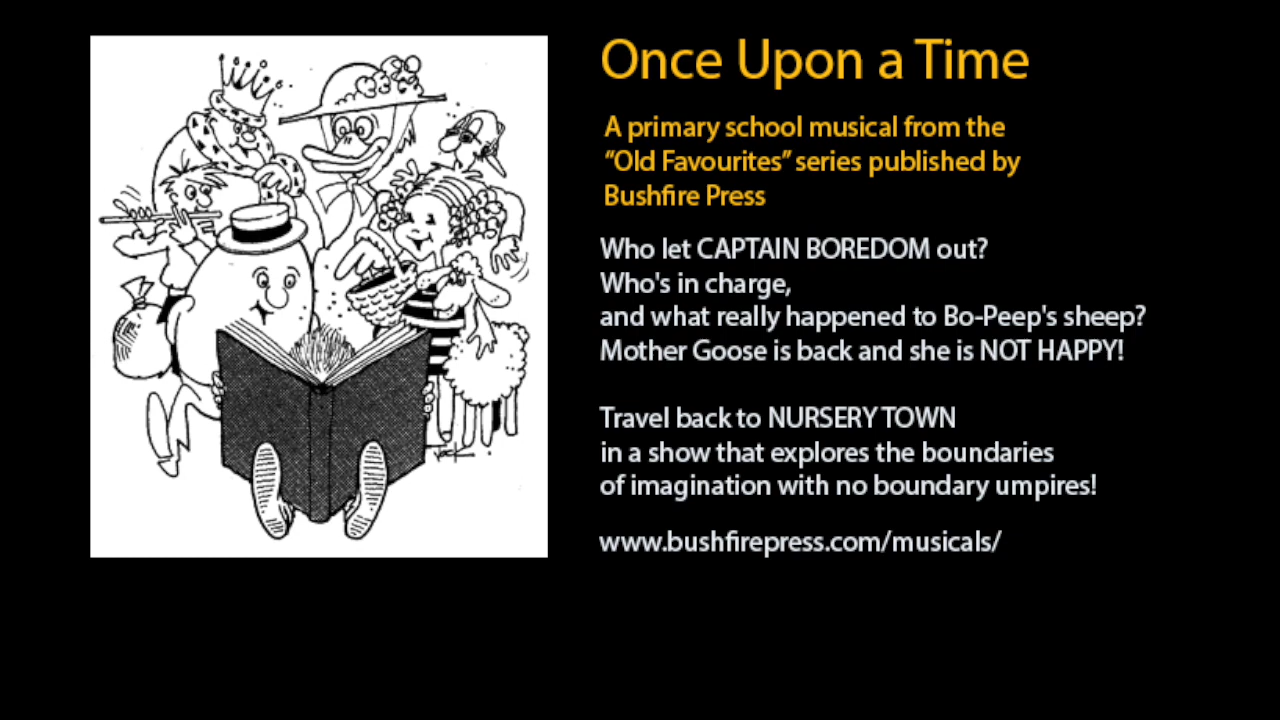 Once Upon a Time
A primary school musical from the
“Old Favourites” series published by
Bushfire Press
Who let CAPTAIN BOREDOM out?
Who's in charge,
and what really happened to Bo-Peep's sheep?
Mother Goose is back and she is NOT HAPPY!
Travel back to NURSERY TOWN
in a show that explores the boundaries
of imagination with no boundary umpires!
www.bushfirepress.com/musicals/